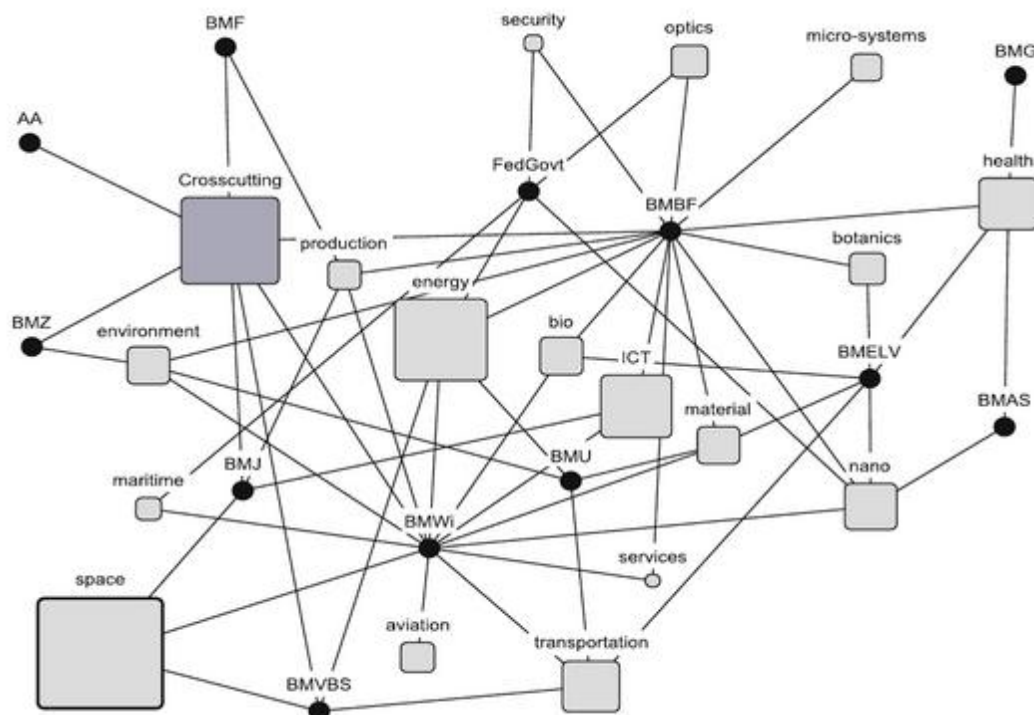 security
BMF
optics
micro-systems
BMG
AA
FedGovt
health
Crosscutting
BMBF
production
botanics
energy
BMZ
environment
bio
ICT
BMELV
BMAS
material
BMJ
BMU
nano
maritime
BMWi
services
space
aviation
transportation
BMVBS